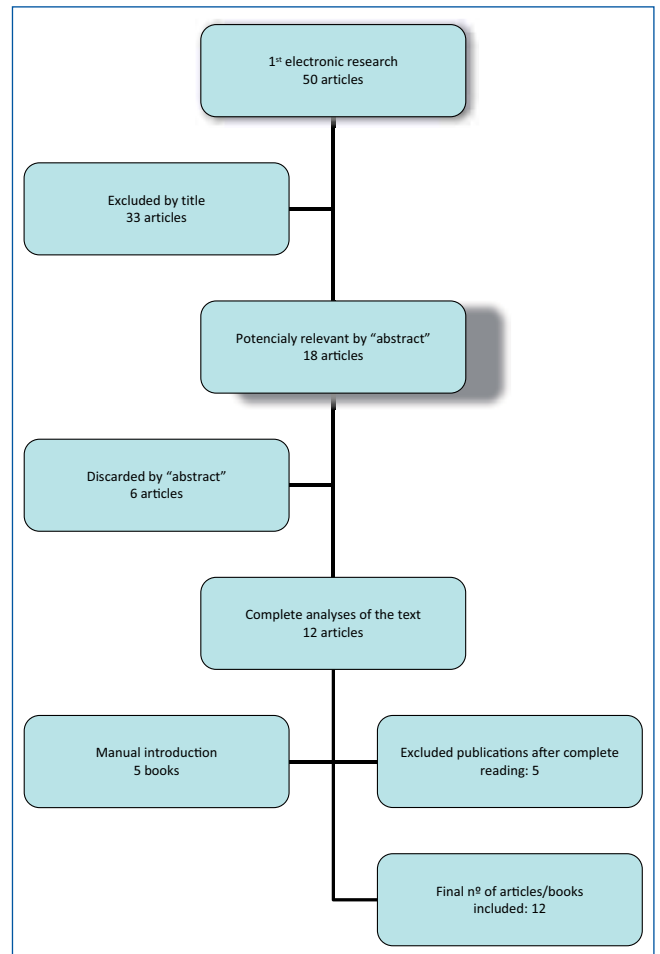 1st electronic research
50 articles
Excluded by title
33 articles
Potencialy relevant by “abstract”
18 articles
Discarded by “abstract”
6 articles
Complete analyses of the text
12 articles
Manual introduction
5 books
Excluded publications after complete
reading: 5
Final nº of articles/books
included: 12